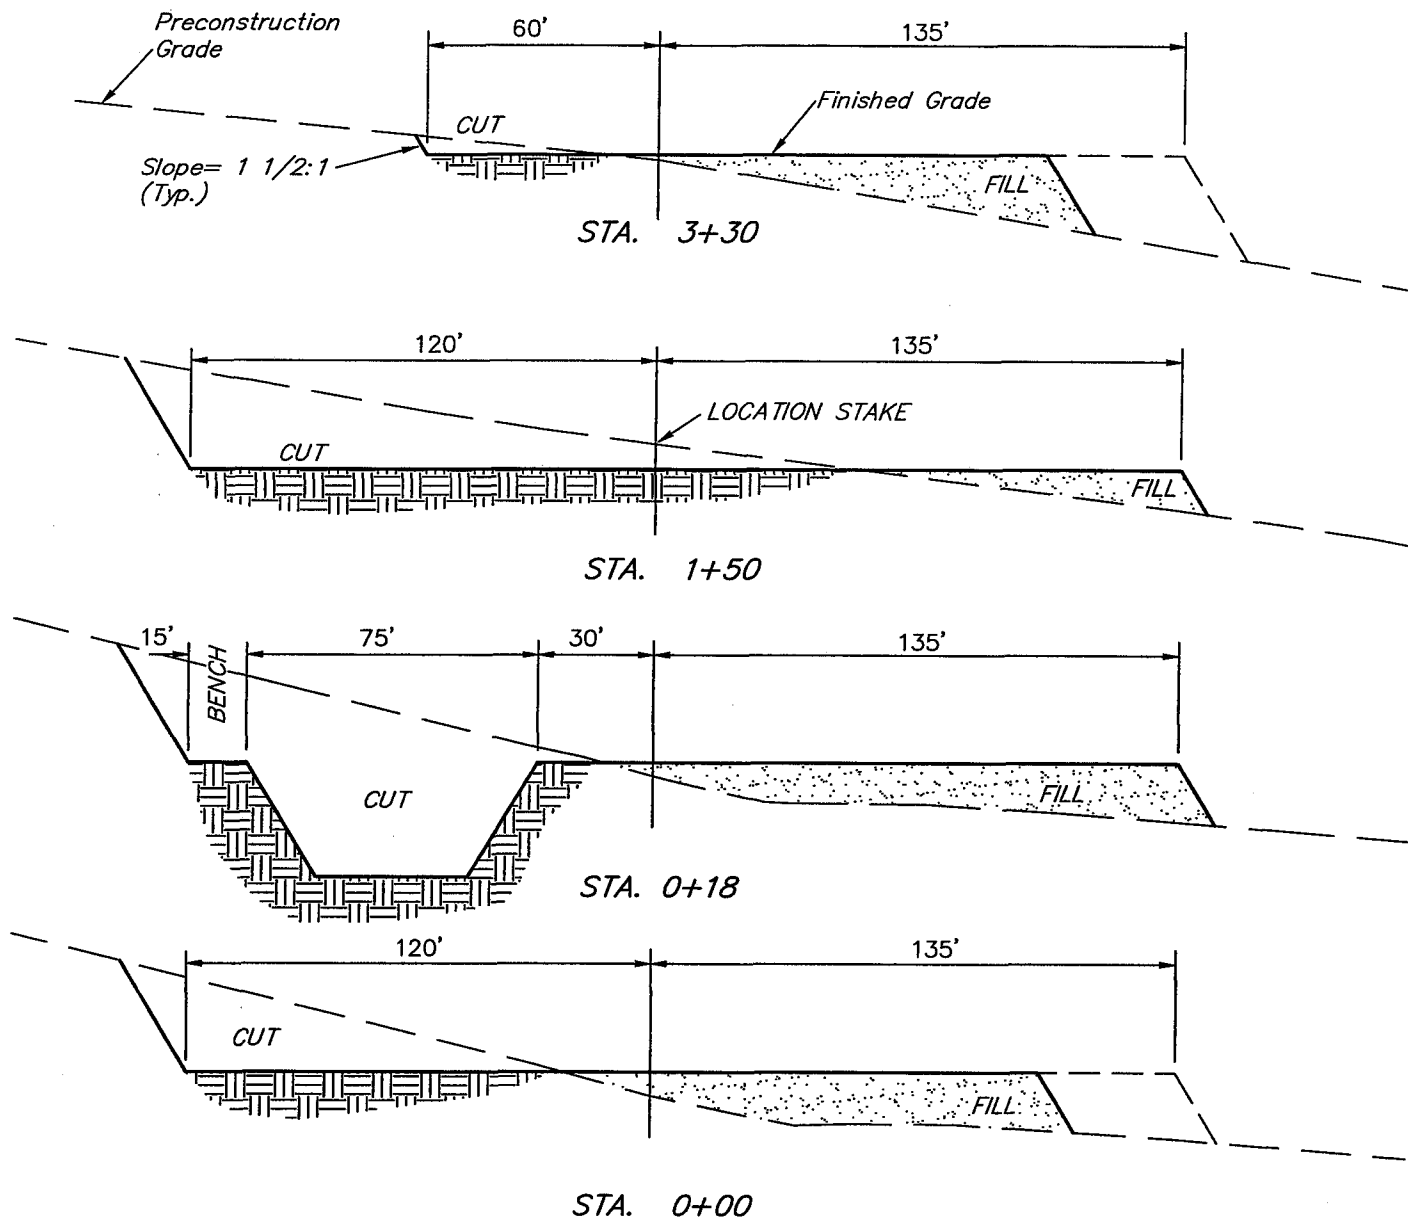 Preconstruction
Grade
60'
135'
CUT
Finished Grade
Slope= 1 1/2:1
(Typ.)
FILL
STA. 3+30
120'
135'
LOCATION STAKE
CUT
FILL
STA. 1+50
15'
BENCH
75'
30'
135'
CUT
FILL
STA. 0+18
120'
135'
CUT
FILL
STA. 0+00